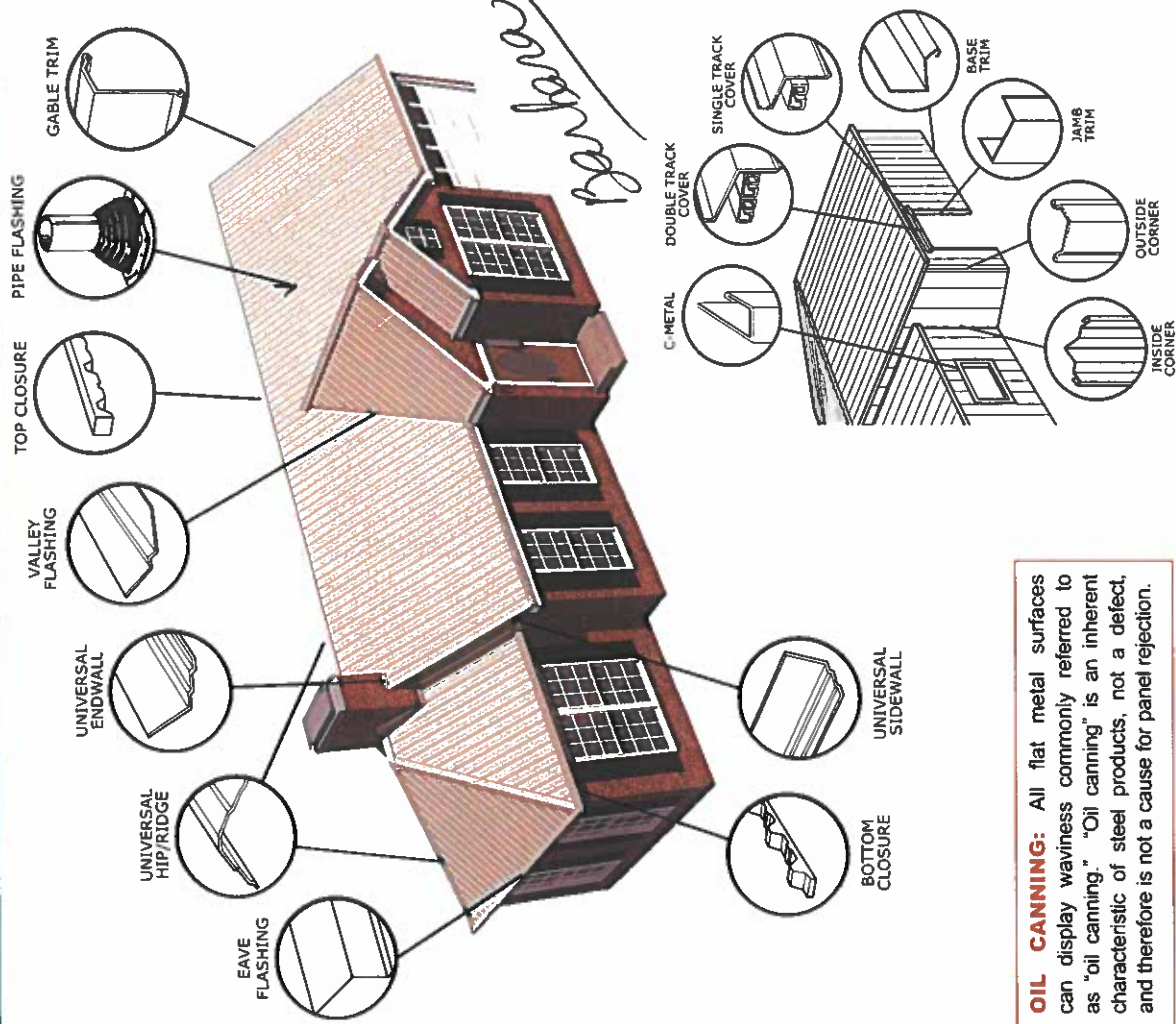 EAVE
FLASHING
UNIVERSAL
HIP/RIDGE
UNIVERSAL
ENDWALL
VALLEY
FLASHING
TOP CLOSURE
PIPE FLASHING
GABLE TRIM
Barbara
BOTTOM
CLOSURE
UNIVERSAL
SIDEWALL
C-METAL
DOUBLE TRACK
COVER
SINGLE TRACK
COVER
BASE
TRIM
JAMB
TRIM
OUTSIDE
CORNER
INSIDE
CORNER
OIL CANNING: All flat metal surfaces
can display waviness commonly referred to
as "oil canning." "Oil canning" is an inherent
characteristic of steel products, not a defect,
and therefore is not a cause for panel rejection.